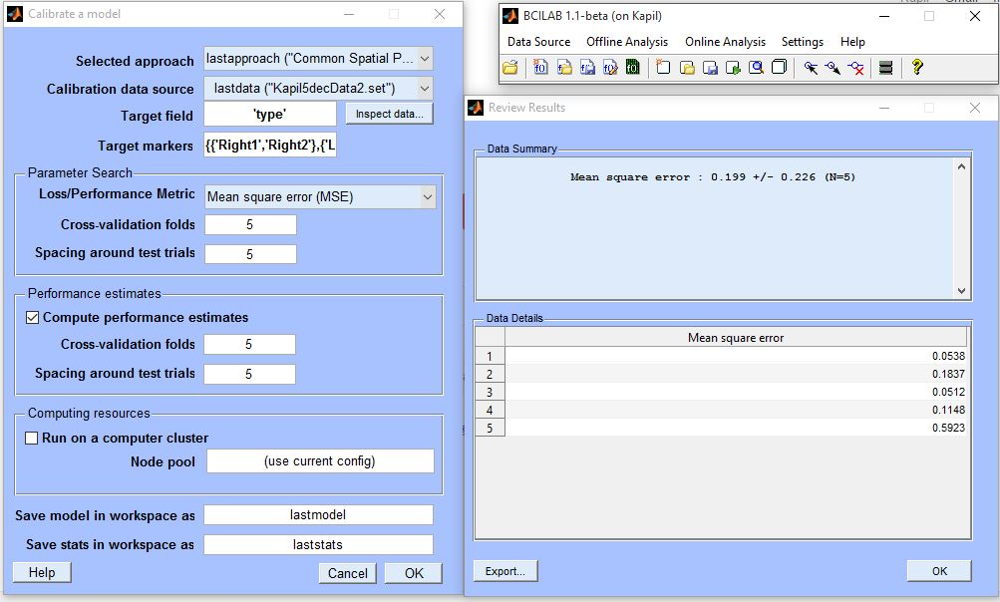 Calibrate a model
Selected approach
lastapproach ("Common Spatial P...
Calibration data source
lastdata ("Kapil5decData2.set")
Target field
'type'
Inspect data...
Target markers
{{'Right1','Right2'},{'L
Parameter Search
Loss/Performance Metric
Mean square error (MSE)
Cross-validation folds
5
Spacing around test trials
5
Performance estimates
Compute performance estimates
Cross-validation folds
5
Spacing around test trials
5
Computing resources
Run on a computer cluster
Node pool
(use current config)
Save model in workspace as
lastmodel
Save stats in workspace as
laststats
Help
Cancel
OK
BCILAB 1.1-beta (on Kapil)
Data Source
Offline Analysis
Online Analysis
Settings
Help
Review Results
Data Summary
Mean square error : 0.199 +/- 0.226 (N=5)
Data Details
Mean square error
1 0.0538
2 0.1837
3 0.0512
4 0.1148
5 0.5923
Export...
OK